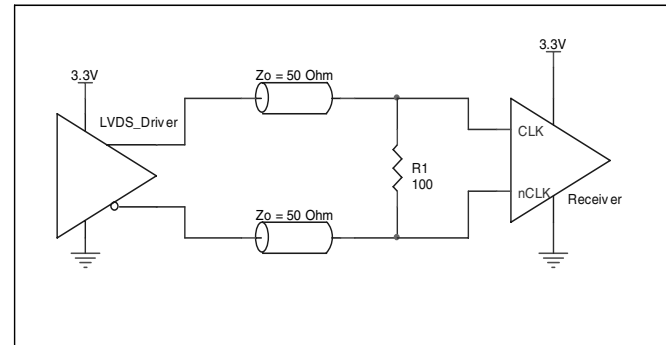 3.3V
LVDS_Driver
Zo = 50 Ohm
Zo = 50 Ohm
R1
100
3.3V
CLK
nCLK
Receiver